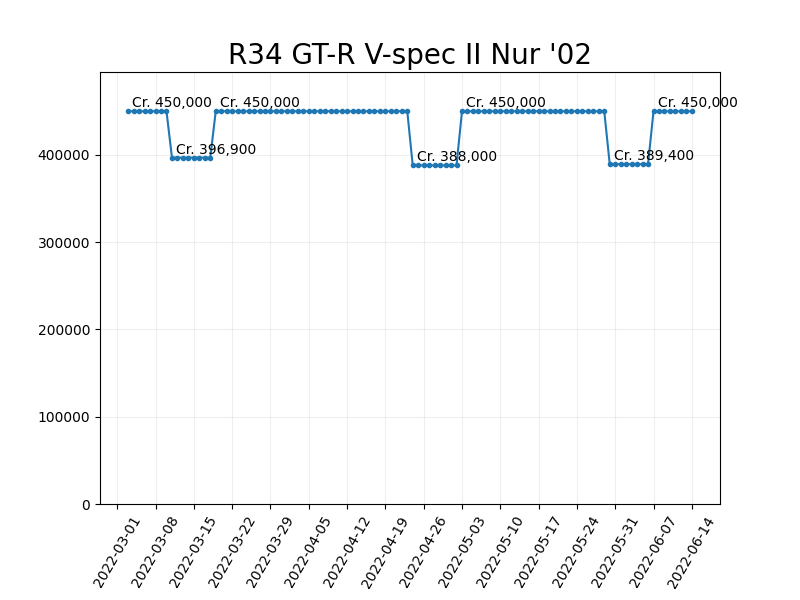 R34 GT-R V-spec II Nur '02
Cr. 450,000
Cr. 396,900
Cr. 450,000
Cr. 388,000
Cr. 450,000
Cr. 389,400
Cr. 450,000
400000
300000
200000
100000
0
2022-03-01
2022-03-08
2022-03-15
2022-03-22
2022-03-29
2022-04-05
2022-04-12
2022-04-19
2022-04-26
2022-05-03
2022-05-10
2022-05-17
2022-05-24
2022-05-31
2022-06-07
2022-06-14